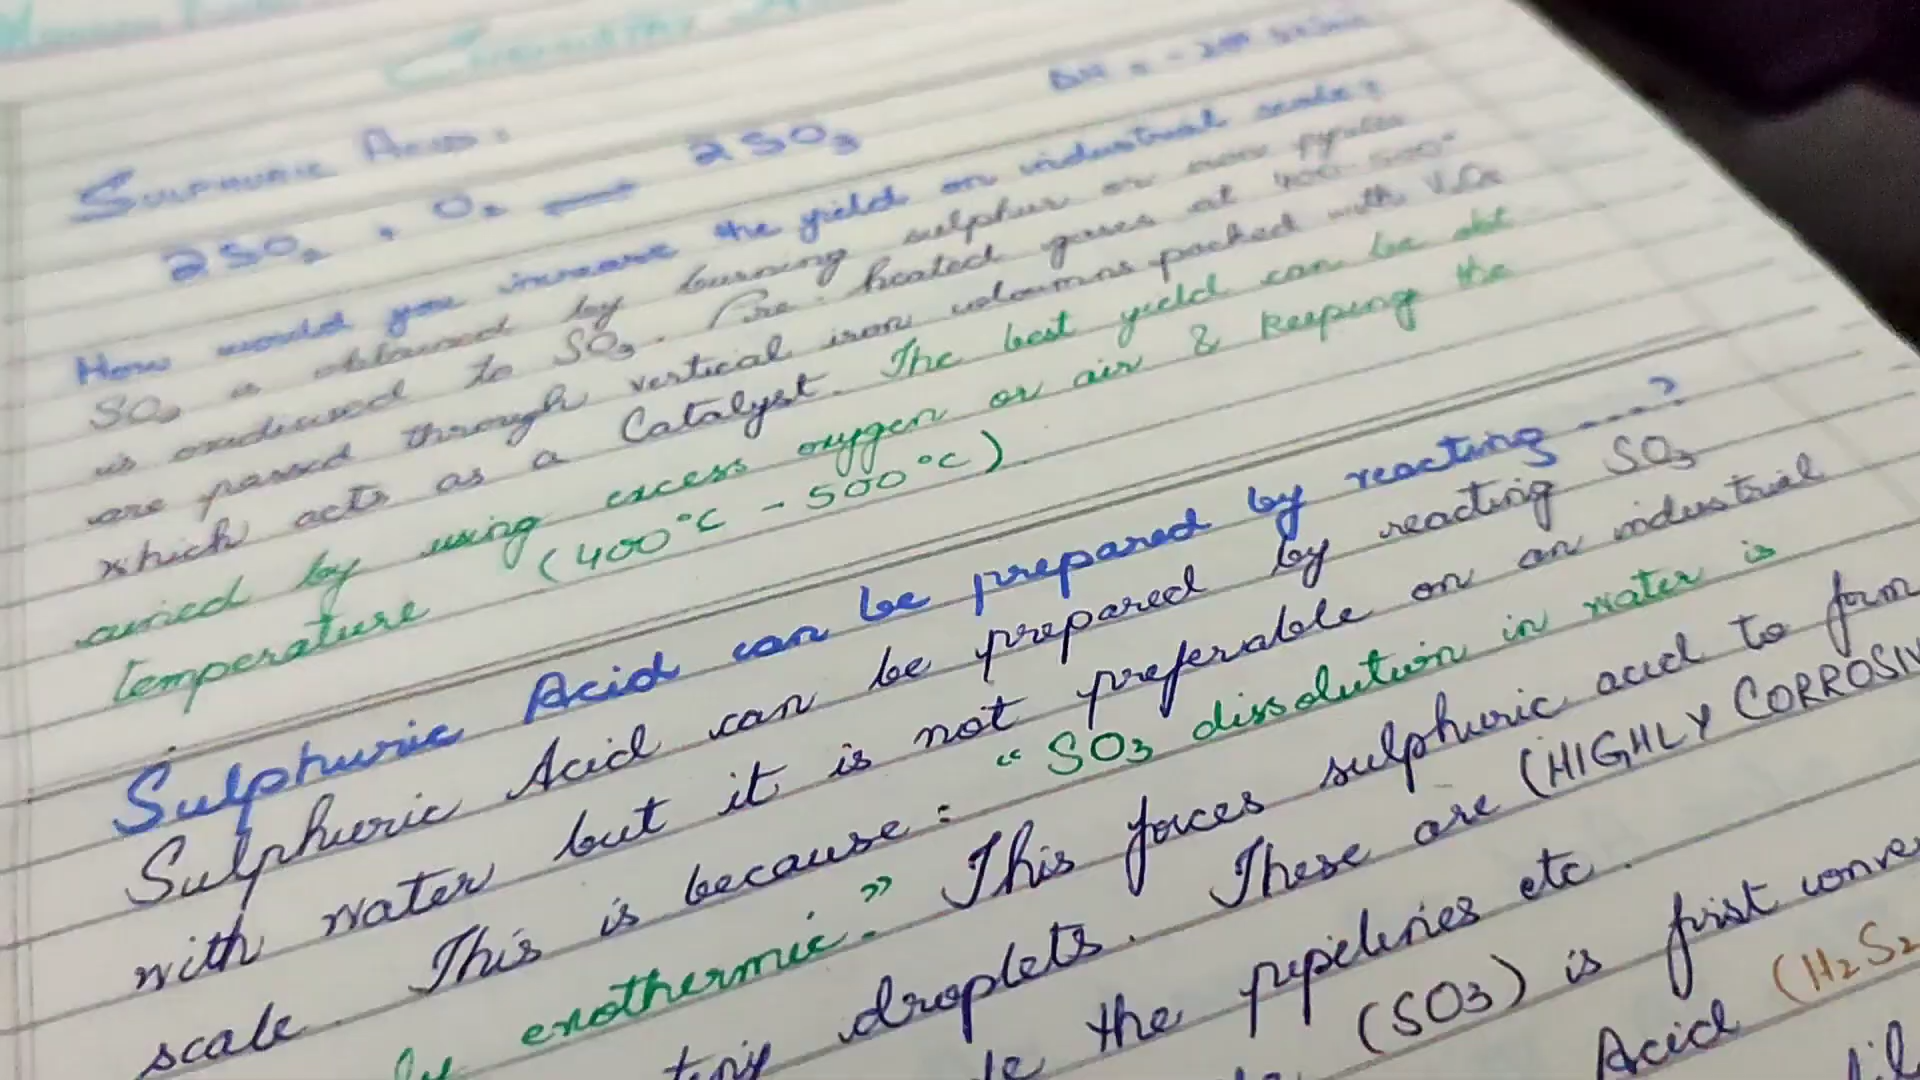 Sulphuric Acid:
2SO2 + O2 ⇌ 2SO3
How would you increase the yield on industrial scale?
SO2 is obtained by burning sulphur or iron pyrites
is oxidised to SO3. Pre-heated gases at 400-500°
are passed through vertical iron coloumns packed with V2O5
which acts as a Catalyst. The best yield can be obt
ained by using excess oxygen or air & keeping the
temperature (400°C - 500°C)
Sulphuric Acid can be prepared by reacting ----?
Sulphuric Acid can be prepared by reacting SO3
with water but it is not preferable on an industrial
scale. This is because: "SO3 dissolution in water is
ly exothermic." This forces sulphuric acid to form
tiny droplets. These are (HIGHLY CORROSIV
the pipelines etc.
(SO3) is first conve
Acid (H2S2